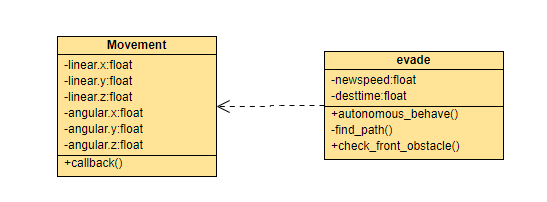 Movement
-linear.x:float
-linear.y:float
-linear.z:float
-angular.x:float
-angular.y:float
-angular.z:float
+callback()
evade
-newspeed:float
-desttime:float
+autonomous_behave()
-find_path()
+check_front_obstacle()